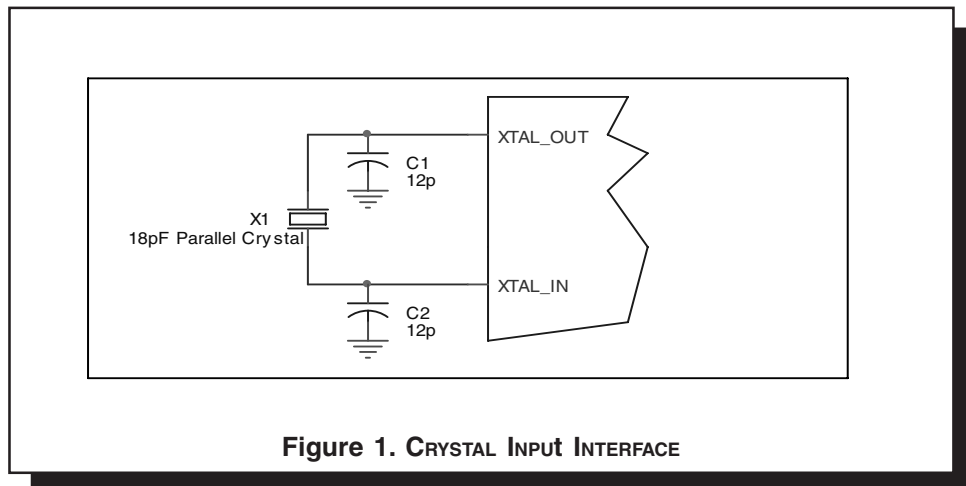 XTAL_OUT
C1
12p
X1
18pF Parallel Crystal
XTAL_IN
C2
12p
Figure 1. CRYSTAL INPUt INTERFACE